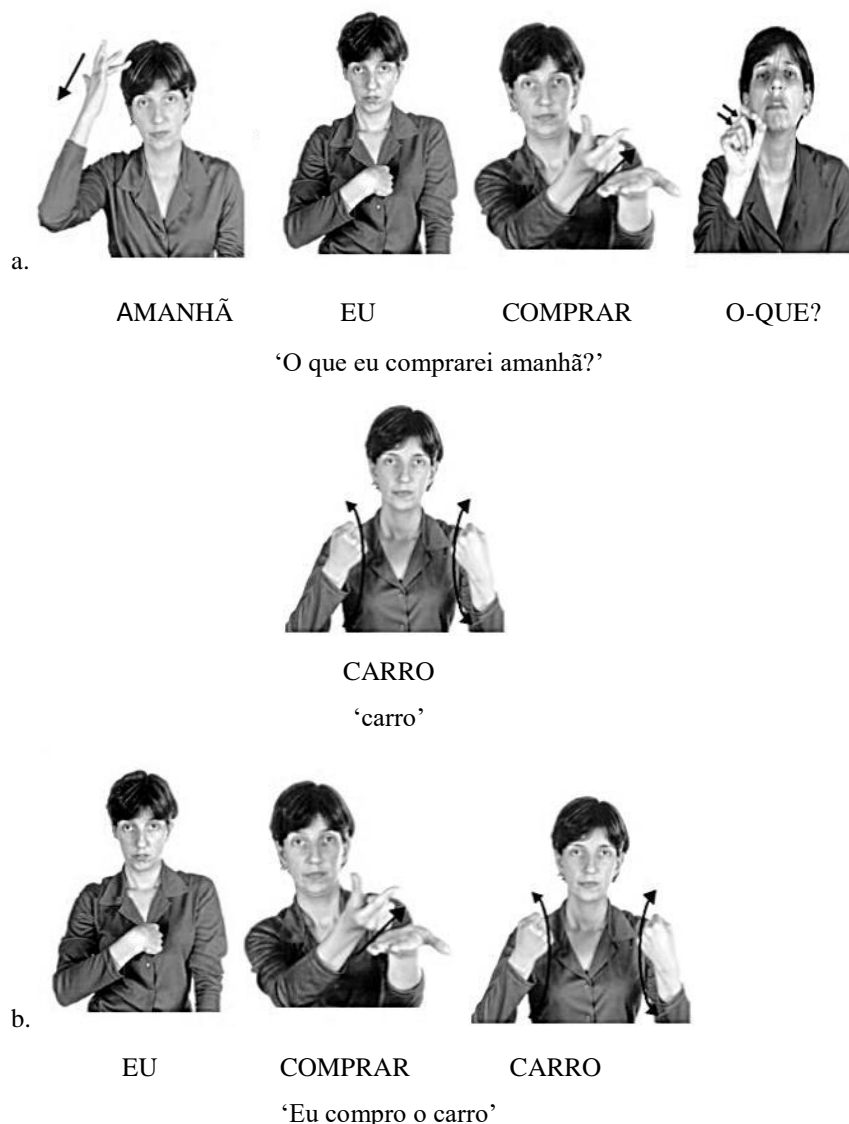 a.
AMANHÃ EU COMPRAR O-QUE?
‘O que eu comprarei amanhã?’
CARRO
‘carro’
b.
EU COMPRAR CARRO
‘Eu compro o carro’